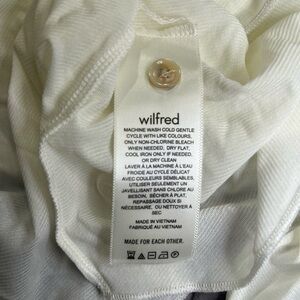 wilfred
MACHINE WASH COLD GENTLE
CYCLE WITH LIKE COLOURS.
ONLY NON-CHLORINE BLEACH
WHEN NEEDED. DRY FLAT.
COOL IRON ONLY IF NEEDED,
OR DRY CLEAN
LAVER À LA MACHINE À L'EAU
FROIDE AU CYCLE DÉLICAT
AVEC COULEURS SEMBLABLES.
UTILISER SEULEMENT UN
JAVELLISANT SANS CHLORE AU
BESOIN. SÉCHER À PLAT.
REPASSAGE DOUX SI
NÉCESSAIRE. OU NETTOYER À
SEC
MADE IN VIETNAM
FABRIQUÉ AU VIETNAM
MADE FOR EACH OTHER.